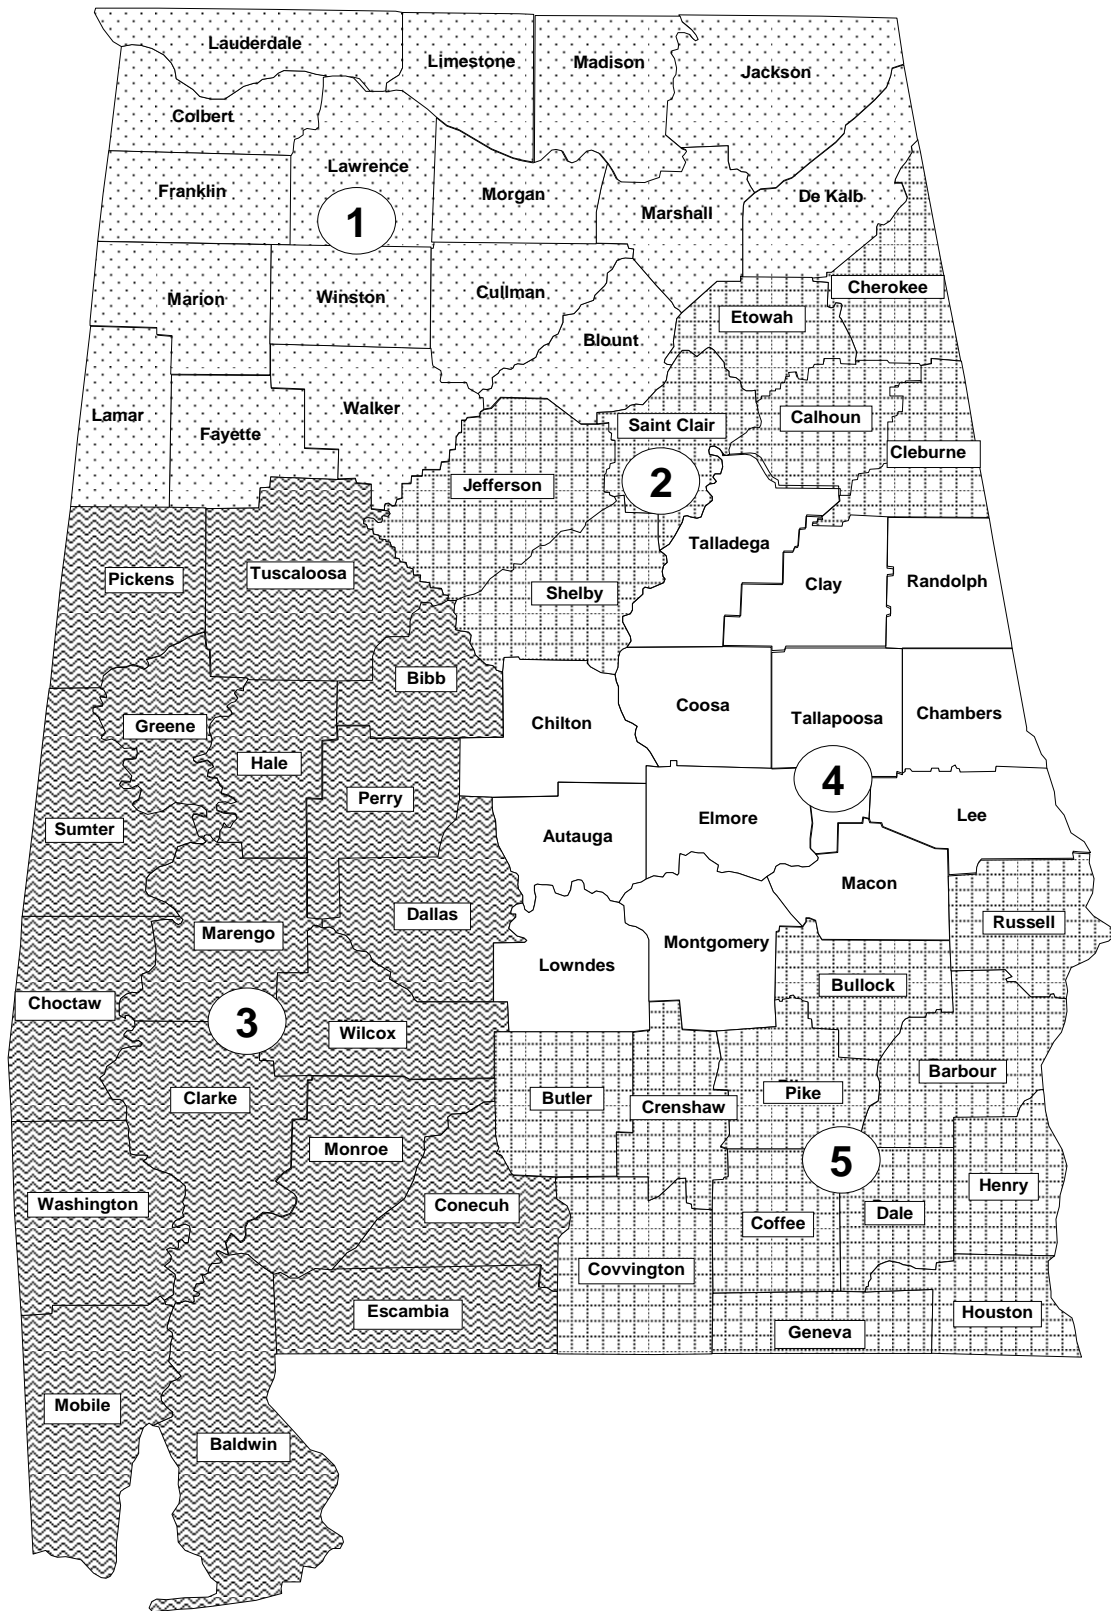 Lauderdale
Limestone
Madison
Jackson
Colbert
Lawrence
Franklin
Morgan
Marshall
De Kalb
1
Marion
Winston
Cullman
Cherokee
Etowah
Blount
Lamar
Fayette
Walker
Saint Clair
Calhoun
Cleburne
Jefferson
2
Talladega
Pickens
Tuscaloosa
Shelby
Clay
Randolph
Bibb
Greene
Chilton
Coosa
Tallapoosa
Chambers
Hale
Perry
4
Sumter
Autauga
Elmore
Lee
Marengo
Dallas
Macon
Russell
Lowndes
Montgomery
Bullock
Choctaw
3
Wilcox
Clarke
Butler
Crenshaw
Pike
Barbour
Monroe
5
Washington
Conecuh
Coffee
Dale
Henry
Covvington
Escambia
Geneva
Houston
Mobile
Baldwin